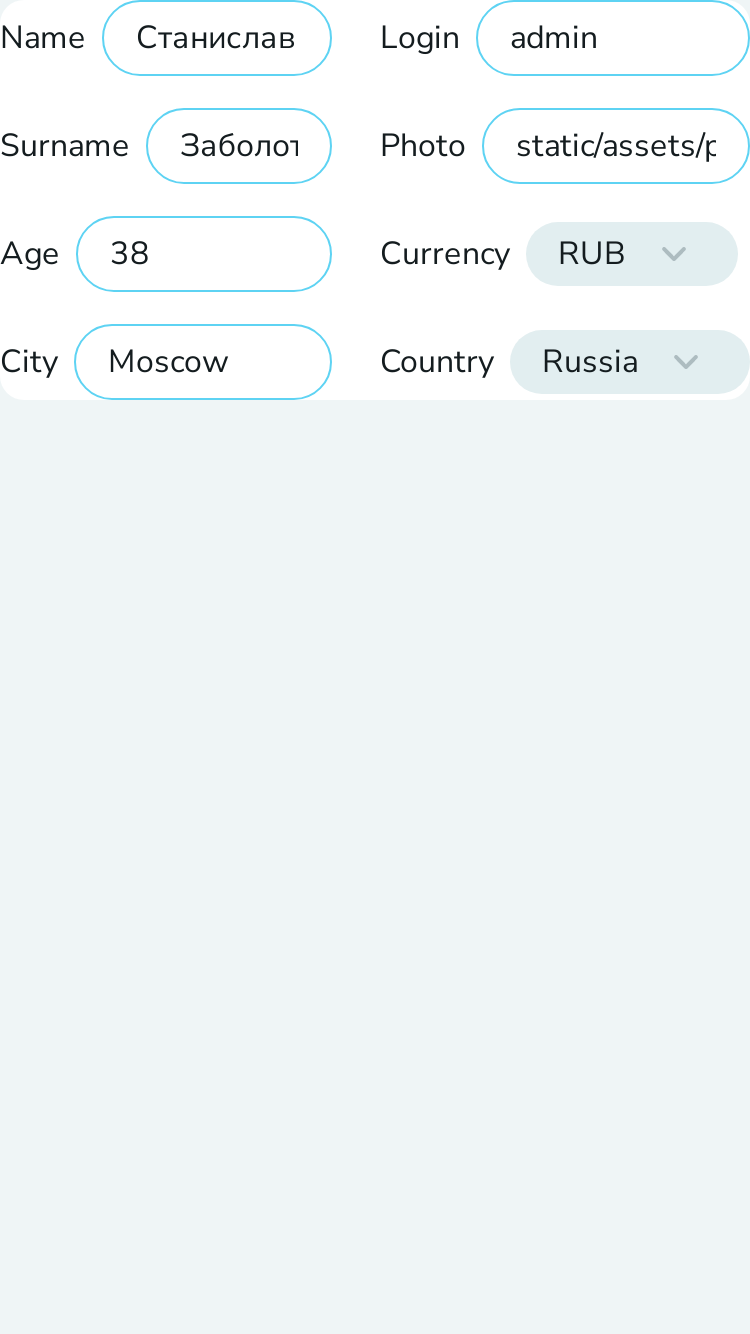 Name Станислав Login admin
Surname Заболот Photo static/assets/p
Age 38 Currency RUB
City Moscow Country Russia